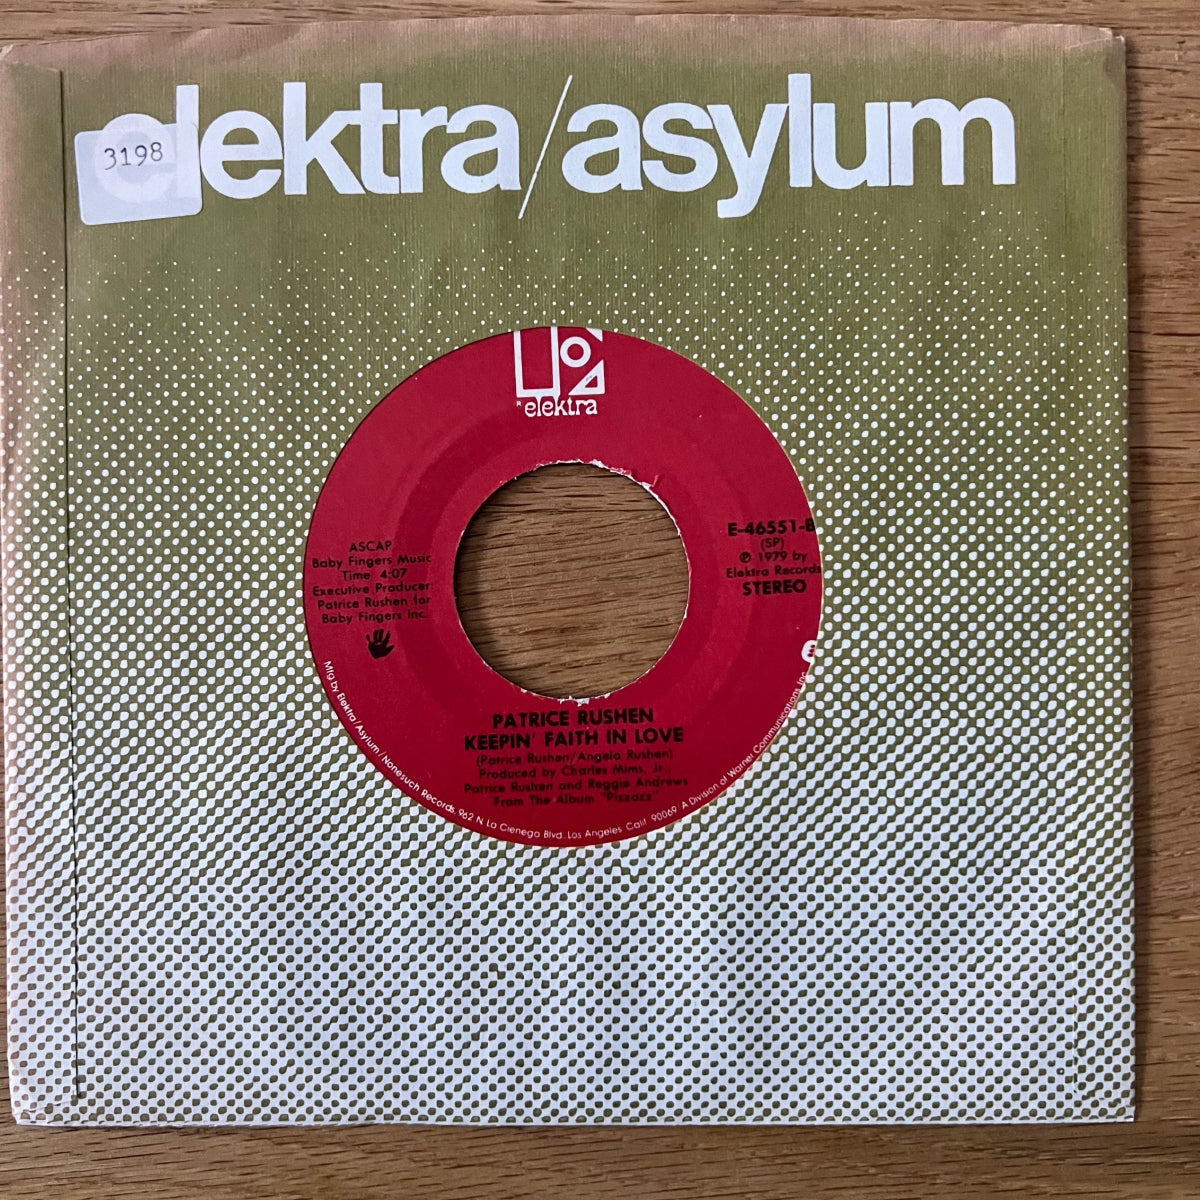 elektra/asylum
3198
elektra
ASCAP
Baby Fingers Music
Time 4:07
Executive Producer:
Patrice Rushen for
Baby Fingers Inc.
E-46551-B
(SP)
℗ 1979 by
Elektra Records
STEREO
PATRICE RUSHEN
KEEPIN' FAITH IN LOVE
(Patrice Rushen/Angela Rushen)
Produced by Charles Mims, Jr.,
Patrice Rushen and Reggie Andrews
From The Album "Pizzazz"
Mfg by Elektra/Asylum/Nonesuch Records, 962 N. La Cienega Blvd. Los Angeles Calif. 90069 A Division of Warner Communications Inc.